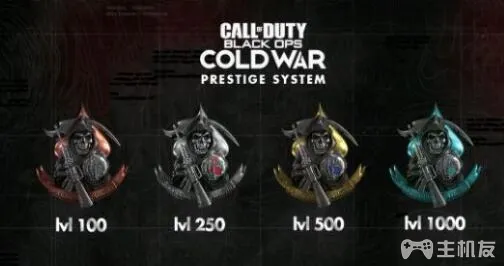 CALL OF DUTY
BLACK OPS
COLD WAR
PRESTIGE SYSTEM
lvl 100
lvl 250
lvl 500
lvl 1000
主机友